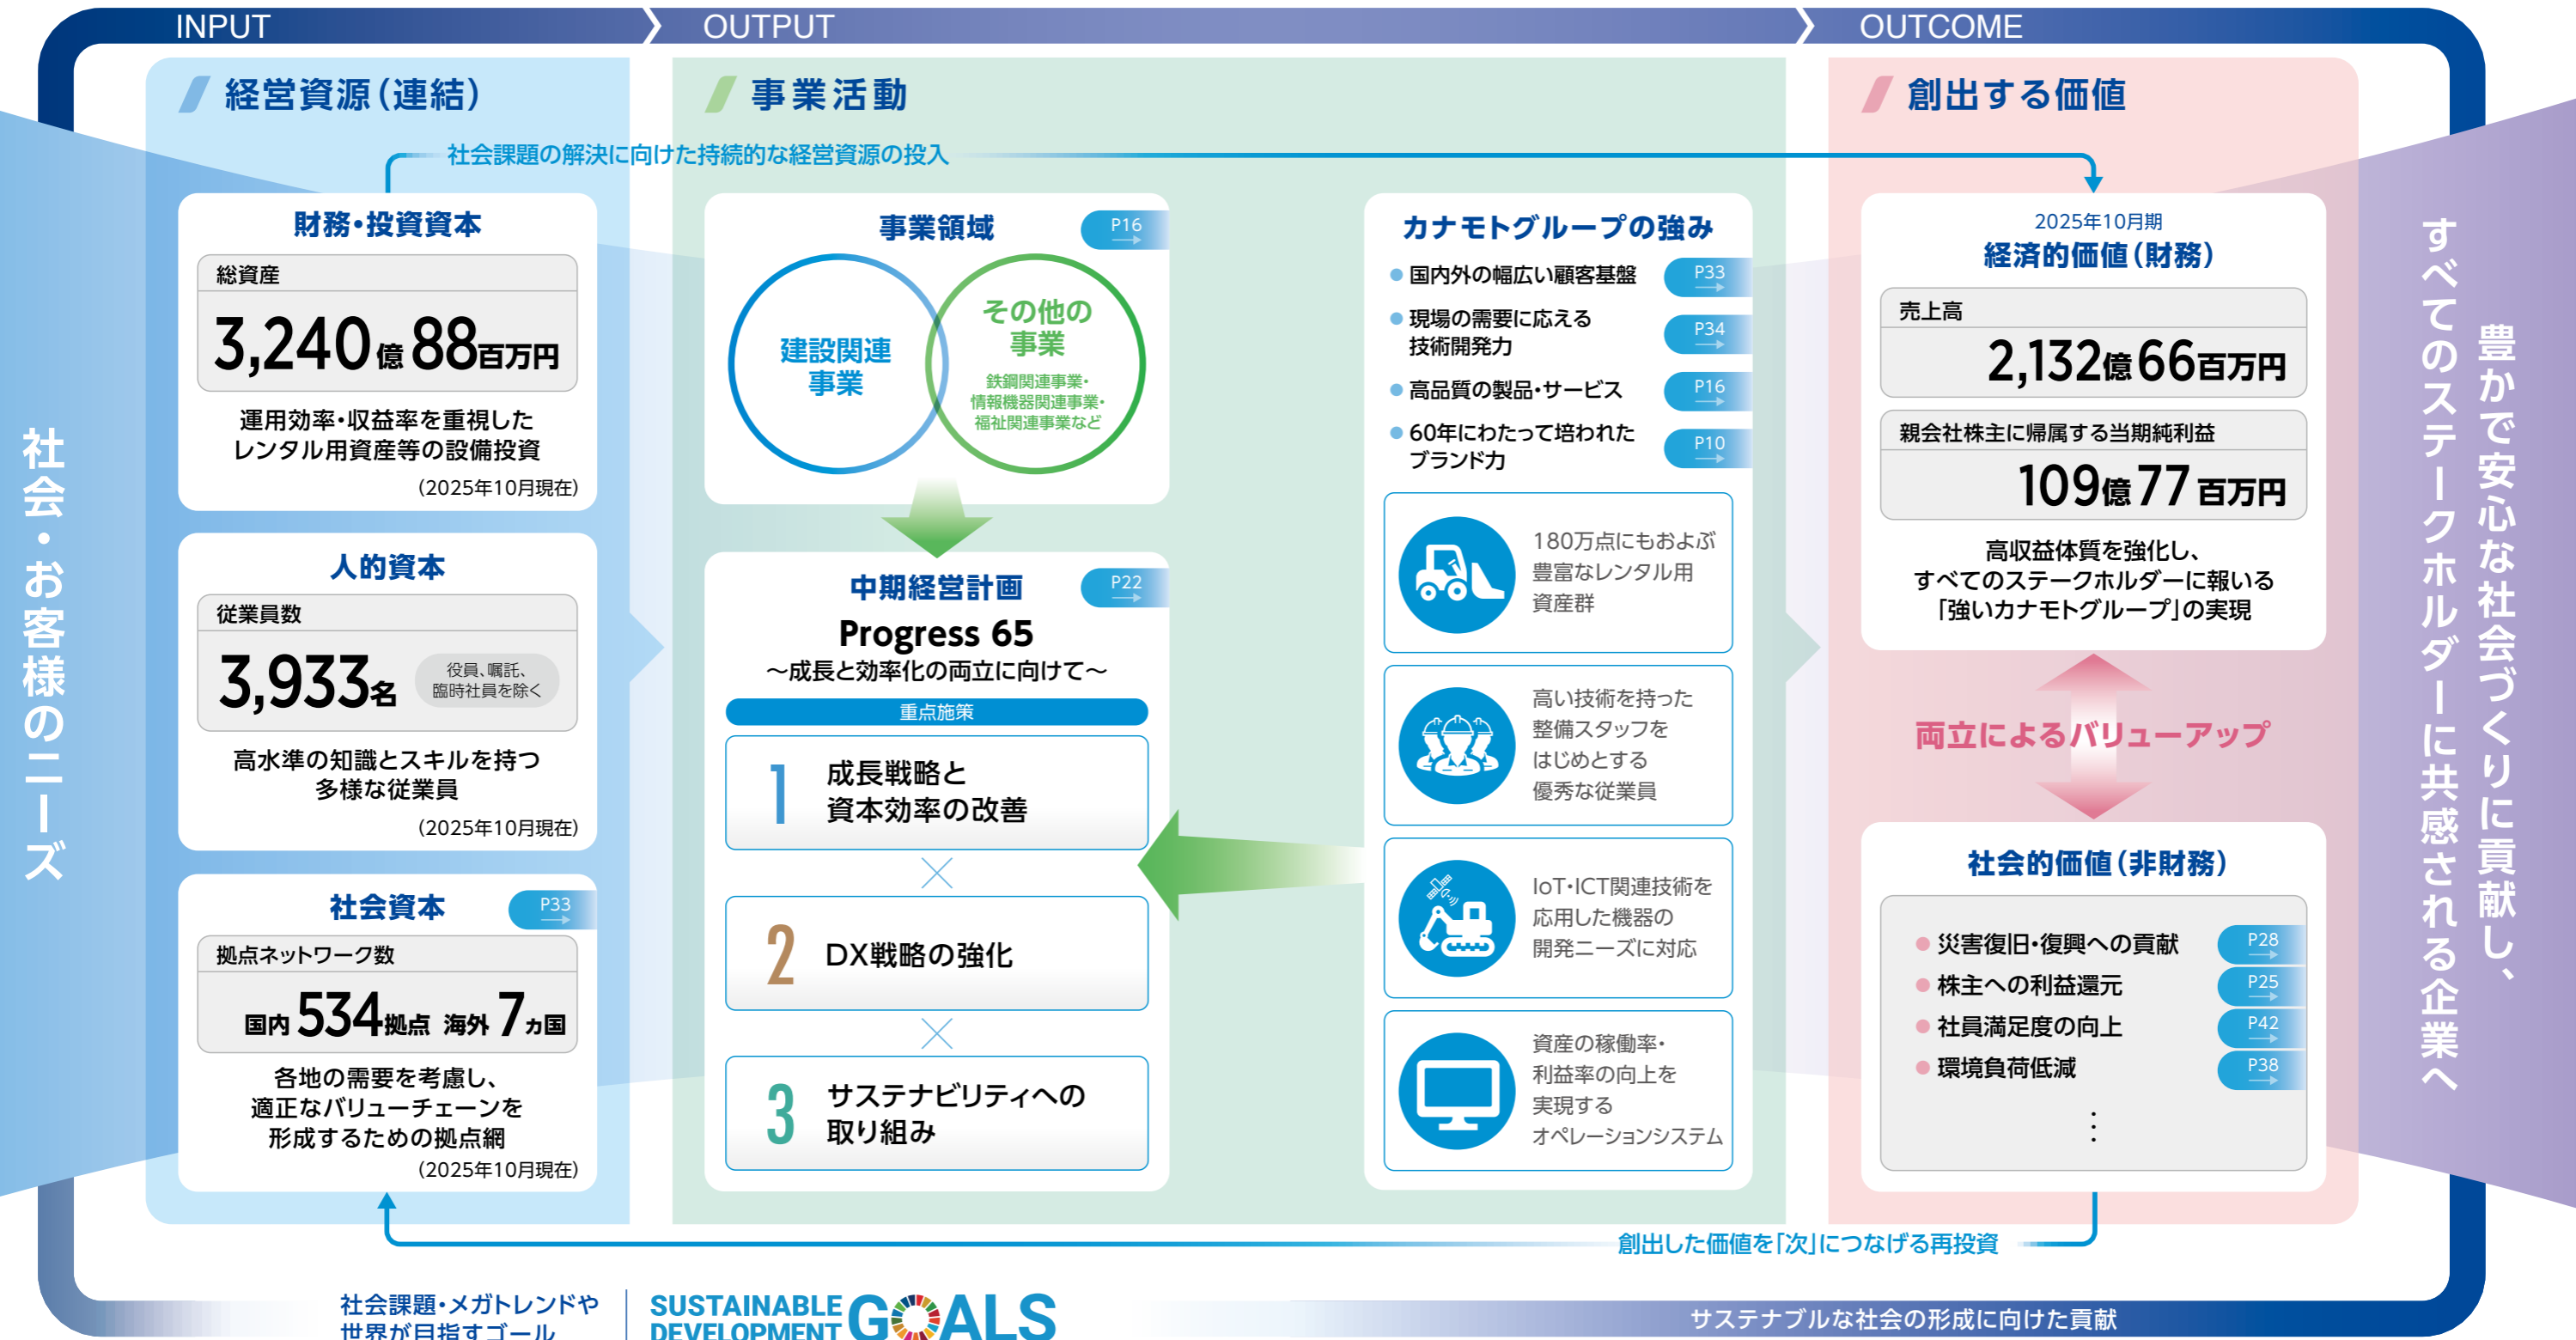 INPUT
OUTPUT
OUTCOME
社会・お客様のニーズ
経営資源（連結）
社会課題の解決に向けた持続的な経営資源の投入
財務・投資資本
総資産
3,240億88百万円
運用効率・収益率を重視した
レンタル用資産等の設備投資
（2025年10月現在）
人的資本
従業員数
3,933名
役員、嘱託、
臨時社員を除く
高水準の知識とスキルを持つ
多様な従業員
（2025年10月現在）
社会資本
P33
拠点ネットワーク数
国内534拠点 海外7ヵ国
各地の需要を考慮し、
適正なバリューチェーンを
形成するための拠点網
（2025年10月現在）
事業活動
事業領域
P16
建設関連
事業
その他の
事業
鉄鋼関連事業・
情報機器関連事業・
福祉関連事業など
中期経営計画
P22
Progress 65
～成長と効率化の両立に向けて～
重点施策
1
成長戦略と
資本効率の改善
×
2
DX戦略の強化
×
3
サステナビリティへの
取り組み
カナモトグループの強み
● 国内外の幅広い顧客基盤
P33
● 現場の需要に応える
技術開発力
P34
● 高品質の製品・サービス
P16
● 60年にわたって培われた
ブランド力
P10
180万点にもおよぶ
豊富なレンタル用
資産群
高い技術を持った
整備スタッフを
はじめとする
優秀な従業員
IoT・ICT関連技術を
応用した機器の
開発ニーズに対応
資産の稼働率・
利益率の向上を
実現する
オペレーションシステム
創出する価値
2025年10月期
経済的価値（財務）
売上高
2,132億66百万円
親会社株主に帰属する当期純利益
109億77百万円
高収益体質を強化し、
すべてのステークホルダーに報いる
「強いカナモトグループ」の実現
両立によるバリューアップ
社会的価値（非財務）
● 災害復旧・復興への貢献
P28
● 株主への利益還元
P25
● 社員満足度の向上
P42
● 環境負荷低減
P38
⋮
豊かで安心な社会づくりに貢献し、
すべてのステークホルダーに共感される企業へ
創出した価値を「次」につなげる再投資
社会課題・メガトレンドや
世界が目指すゴール
SUSTAINABLE
DEVELOPMENT
GOALS
サステナブルな社会の形成に向けた貢献